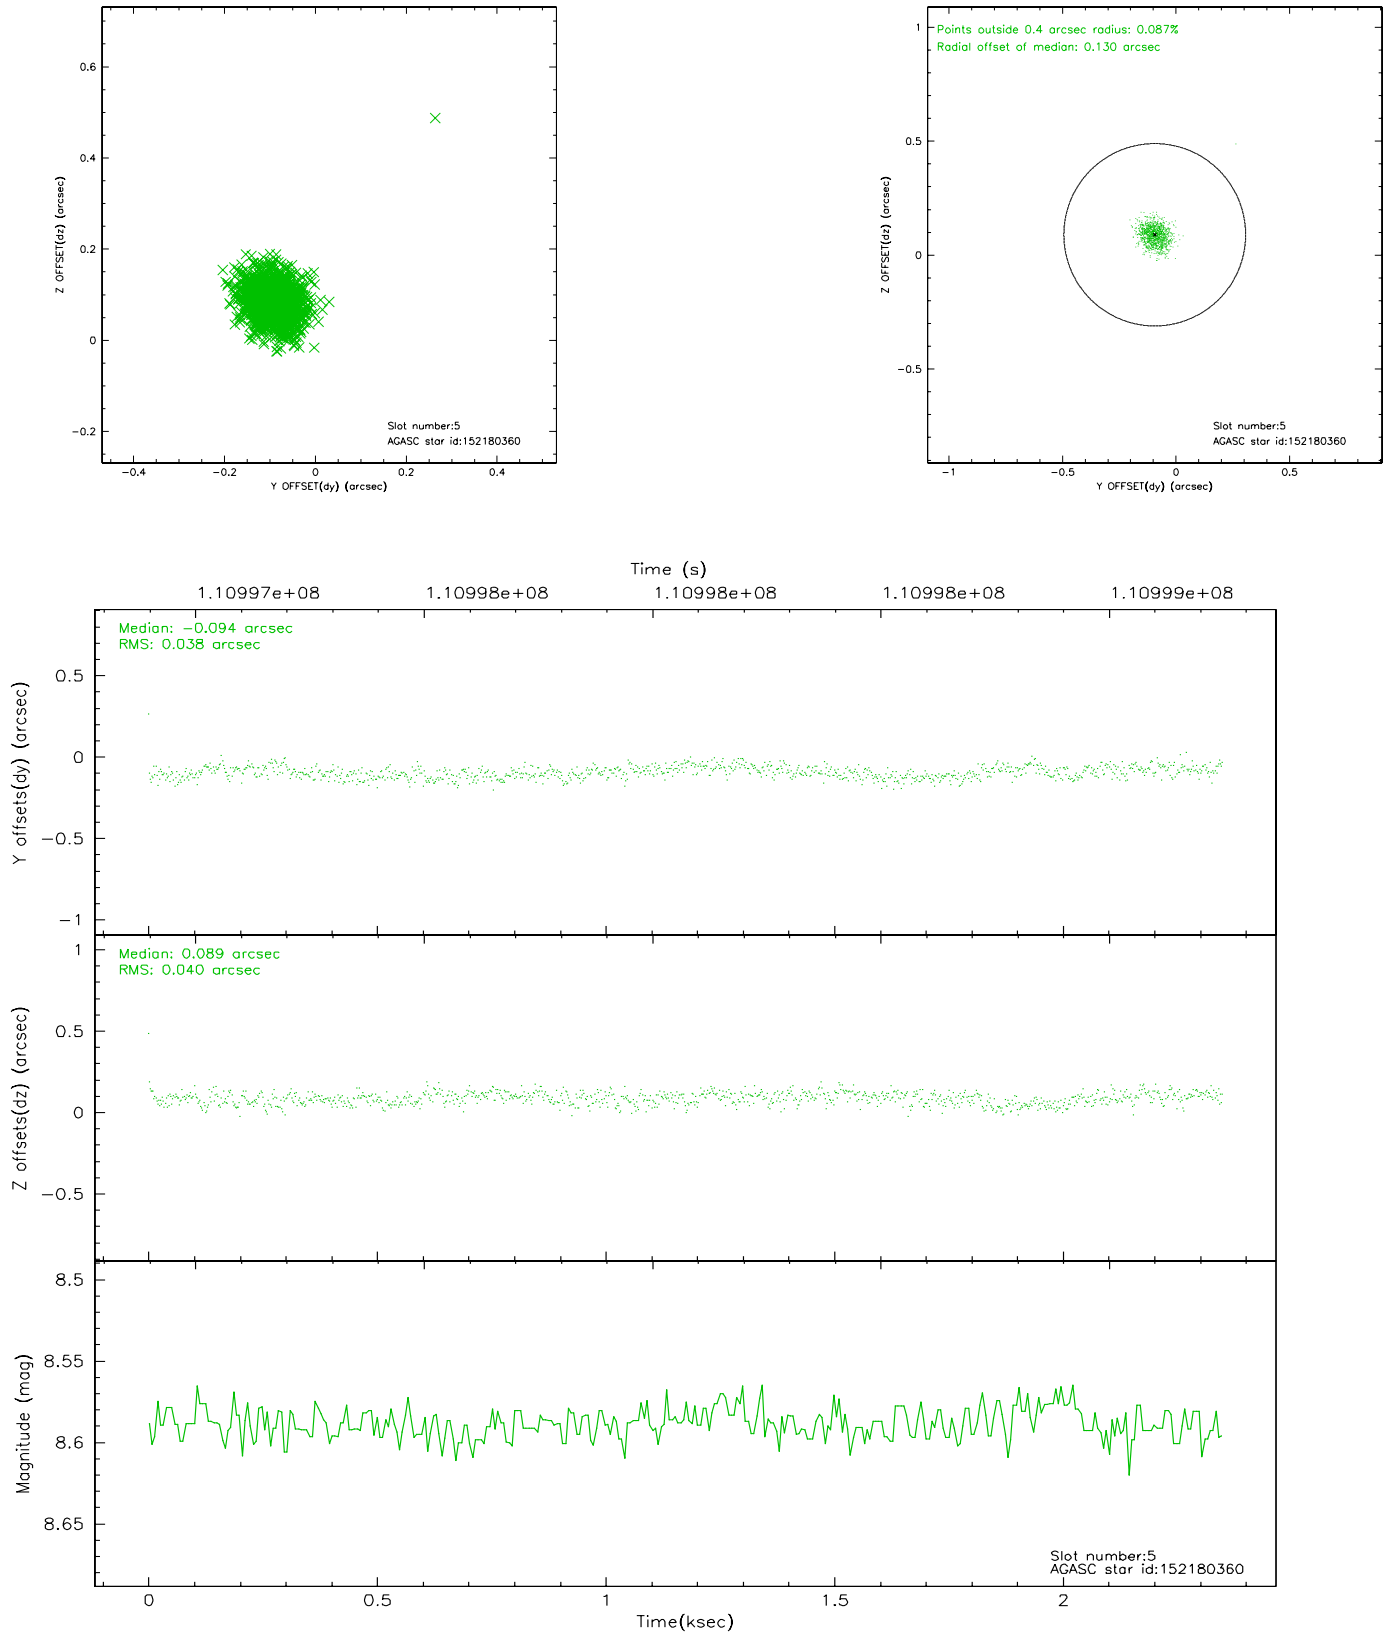 0.6
0.4
0.2
0
−0.2
Z OFFSET(dz) (arcsec)
−0.4
−0.2
0
0.2
0.4
Y OFFSET(dy) (arcsec)
Slot number:5
AGASC star id:152180360
Points outside 0.4 arcsec radius: 0.087%
Radial offset of median: 0.130 arcsec
1
0.5
0
−0.5
Z OFFSET(dz) (arcsec)
−1
−0.5
0
0.5
Y OFFSET(dy) (arcsec)
Slot number:5
AGASC star id:152180360
Time (s)
1.10997e+08
1.10998e+08
1.10998e+08
1.10998e+08
1.10999e+08
Median: −0.094 arcsec
RMS: 0.038 arcsec
0.5
0
−0.5
−1
Y offsets(dy) (arcsec)
Median: 0.089 arcsec
RMS: 0.040 arcsec
1
0.5
0
−0.5
Z offsets(dz) (arcsec)
8.5
8.55
8.6
8.65
Magnitude (mag)
Slot number:5
AGASC star id:152180360
0
0.5
1
1.5
2
Time(ksec)